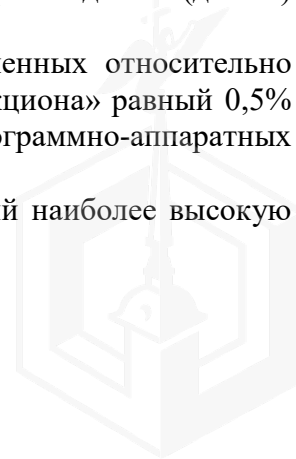 енных относительно
кциона» равный 0,5%
ограммно-аппаратных
й наиболее высокую